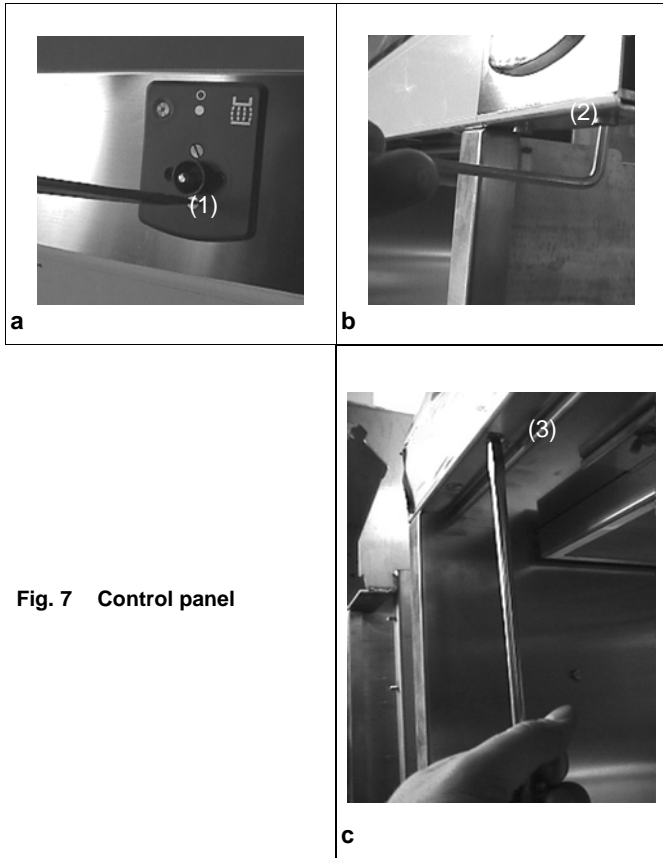 (1)
(2)
a
b
(3)
Fig. 7 Control panel
c